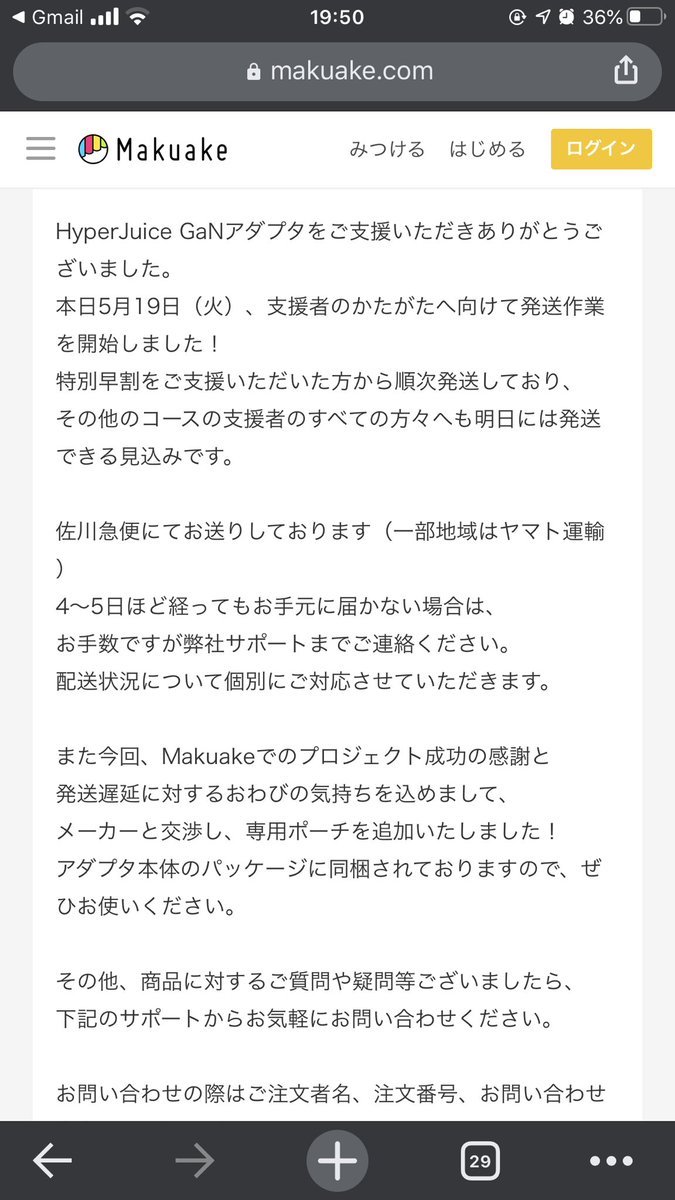 Gmail
19:50
36%
makuake.com
Makuake
みつける はじめる ログイン
HyperJuice GaNアダプタをご支援いただきありがとうご
ざいました。
本日5月19日（火）、支援者のかたがたへ向けて発送作業
を開始しました！
特別早割をご支援いただいた方から順次発送しており、
その他のコースの支援者のすべての方々へも明日には発送
できる見込みです。
佐川急便にてお送りしております（一部地域はヤマト運輸
）
4〜5日ほど経ってもお手元に届かない場合は、
お手数ですが弊社サポートまでご連絡ください。
配送状況について個別にご対応させていただきます。
また今回、Makuakeでのプロジェクト成功の感謝と
発送遅延に対するおわびの気持ちを込めまして、
メーカーと交渉し、専用ポーチを追加いたしました！
アダプタ本体のパッケージに同梱されておりますので、ぜ
ひお使いください。
その他、商品に対するご質問や疑問等ございましたら、
下記のサポートからお気軽にお問い合わせください。
お問い合わせの際はご注文者名、注文番号、お問い合わせ
29